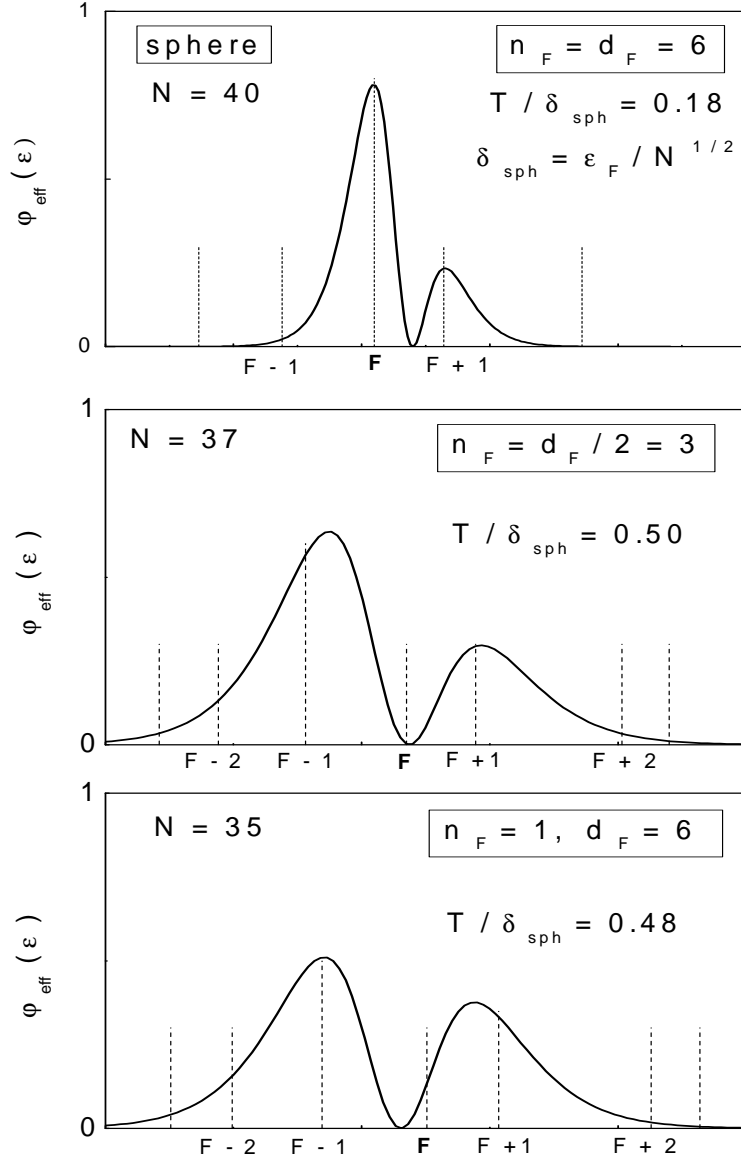 1
sphere
n F = d F = 6
N = 40
T / δ sph = 0.18
δ sph = ε F / N 1 / 2
φ eff ( ε )
0
F - 1 F F + 1
1
N = 37
n F = d F / 2 = 3
T / δ sph = 0.50
φ eff ( ε )
0
F - 2 F - 1 F F +1 F + 2
1
N = 35
n F = 1 , d F = 6
T / δ sph = 0.48
φ eff ( ε )
0
F - 2 F - 1 F F +1 F + 2